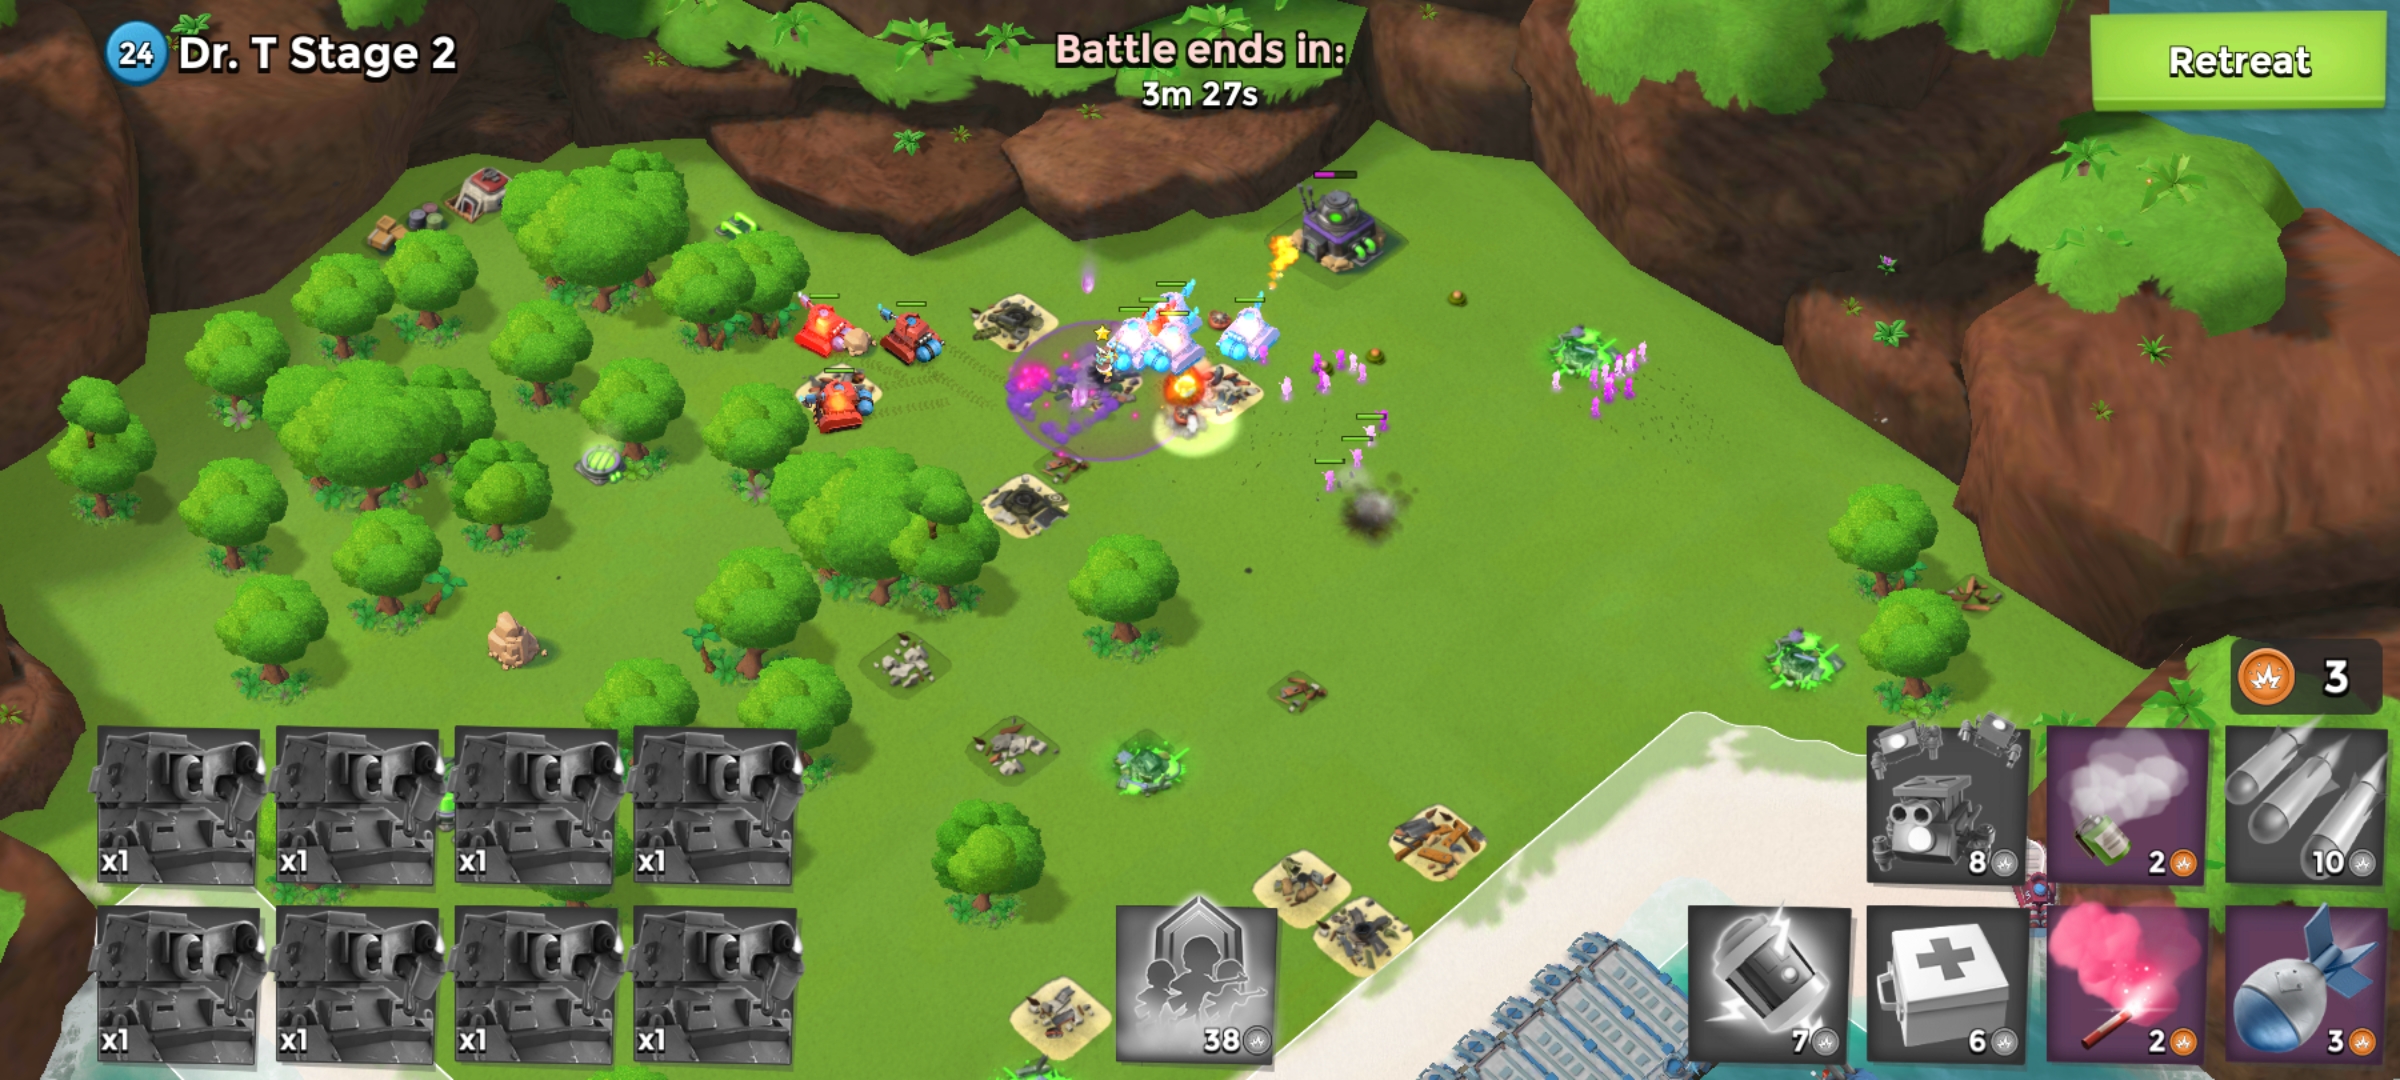 24 Dr. T Stage 2
Battle ends in:
3m 27s
Retreat
3
x1
x1
x1
x1
8
2
10
x1
x1
x1
x1
38
7
6
2
3